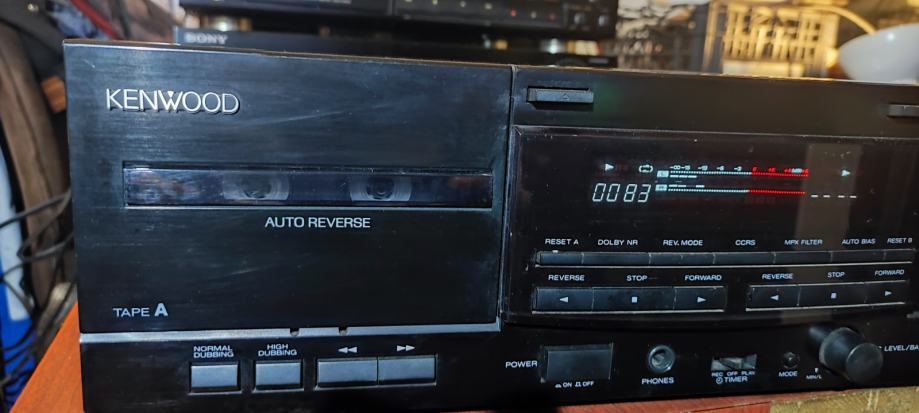 SONY
KENWOOD
AUTO REVERSE
TAPE A
0083
RESET A DOLBY NR REV. MODE CCRS MPX FILTER AUTO BIAS RESET B
REVERSE STOP FORWARD REVERSE STOP FORWARD
NORMAL DUBBING
HIGH DUBBING
POWER
ON OFF
PHONES
REC OFF PLAY
TIMER
MODE